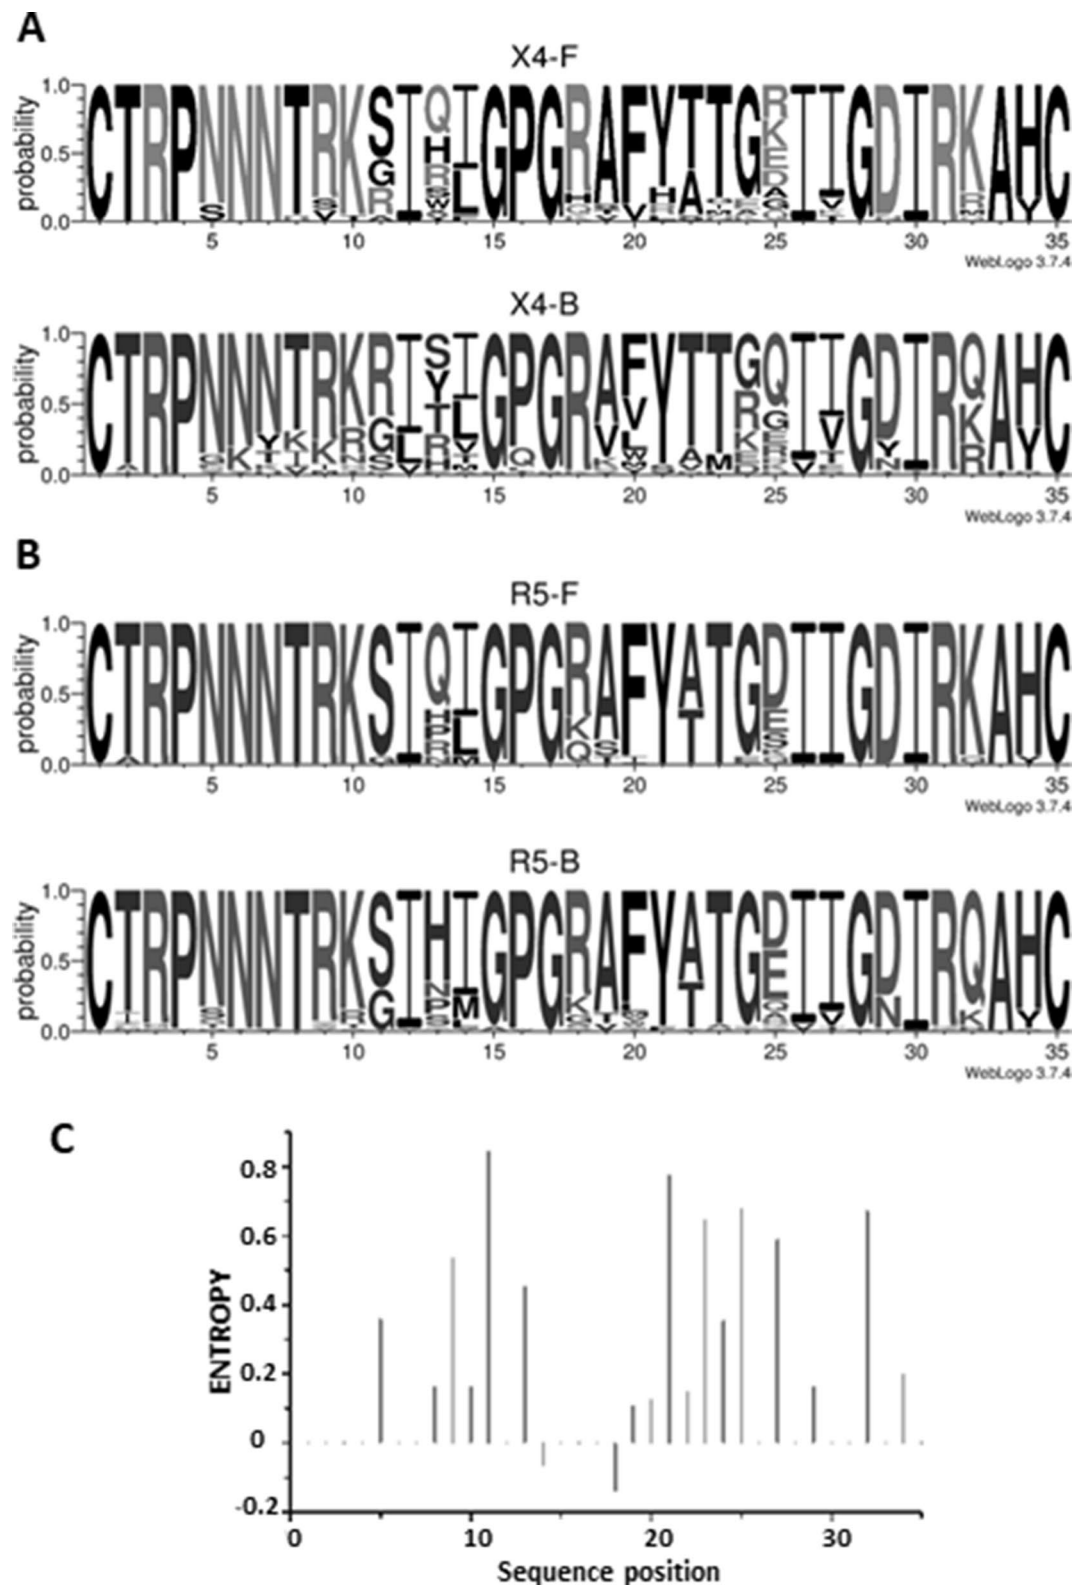 A
X4-F
probability
1.0
0.5
0.0
CTRPNNNTRKSIQIGPGRAFYTTGRIIGDIRKAHC
5 10 15 20 25 30 35
WebLogo 3.7.4
X4-B
probability
1.0
0.5
0.0
CTRPNNNTRKRISIGPGRAFYTTGQIIGDIRQAHC
5 10 15 20 25 30 35
WebLogo 3.7.4
B
R5-F
probability
1.0
0.5
0.0
CTRPNNNTRKSIQIGPGRAFYATGDIIGDIRKAHC
5 10 15 20 25 30 35
WebLogo 3.7.4
R5-B
probability
1.0
0.5
0.0
CTRPNNNTRKSIHIGPGRAFYATGDIIGDIRQAHC
5 10 15 20 25 30 35
WebLogo 3.7.4
C
ENTROPY
0.8
0.6
0.4
0.2
0
-0.2
0 10 20 30
Sequence position